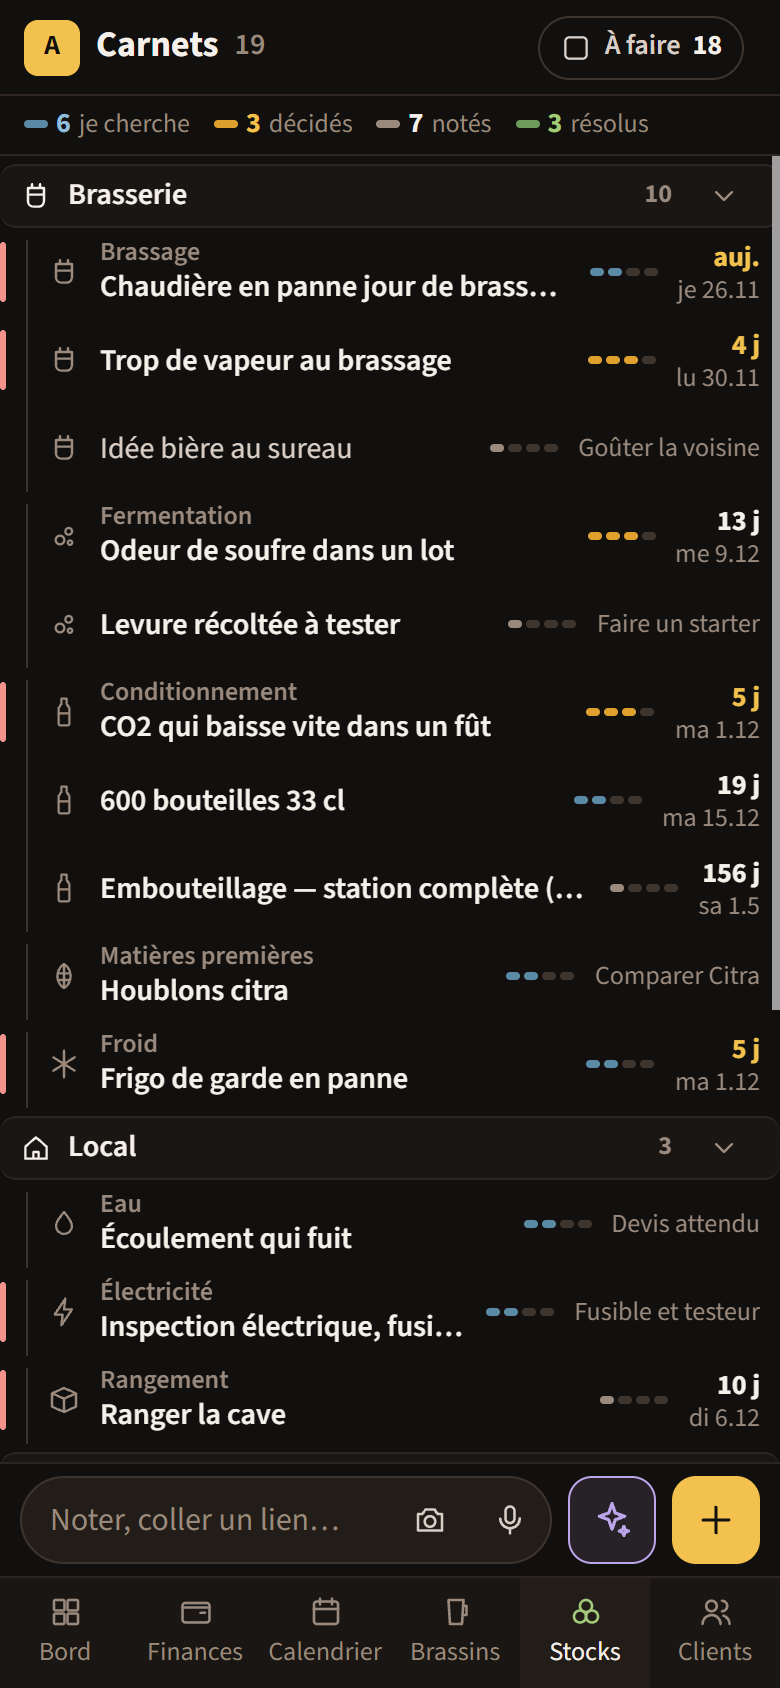 A Carnets 19 À faire 18
6 je cherche 3 décidés 7 notés 3 résolus
Brasserie 10
Brassage
Chaudière en panne jour de brass…
auj.
je 26.11
Trop de vapeur au brassage
4 j
lu 30.11
Idée bière au sureau Goûter la voisine
Fermentation
Odeur de soufre dans un lot
13 j
me 9.12
Levure récoltée à tester Faire un starter
Conditionnement
CO2 qui baisse vite dans un fût
5 j
ma 1.12
600 bouteilles 33 cl
19 j
ma 15.12
Embouteillage — station complète (…
156 j
sa 1.5
Matières premières
Houblons citra
Comparer Citra
Froid
Frigo de garde en panne
5 j
ma 1.12
Local 3
Eau
Écoulement qui fuit
Devis attendu
Électricité
Inspection électrique, fusi…
Fusible et testeur
Rangement
Ranger la cave
10 j
di 6.12
Noter, coller un lien…
Bord Finances Calendrier Brassins Stocks Clients